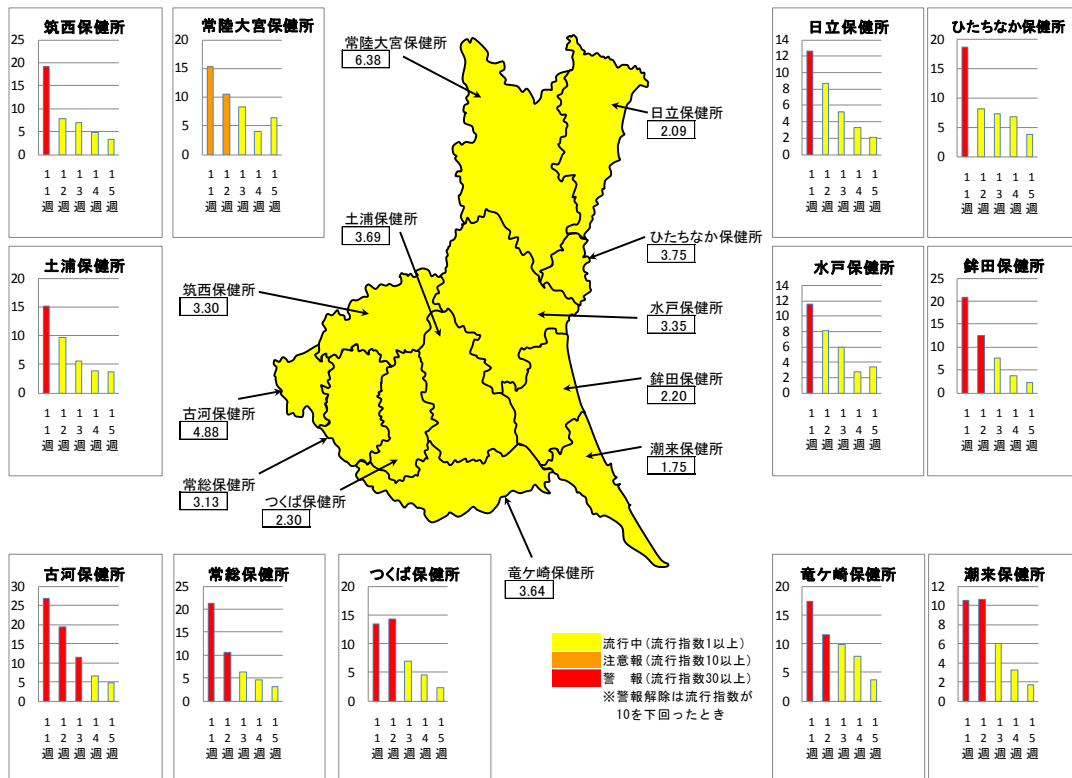 筑西保健所
25
20
15
10
5
0
11週
12週
13週
14週
15週
常陸大宮保健所
20
15
10
5
0
11週
12週
13週
14週
15週
常陸大宮保健所
6.38
日立保健所
2.09
土浦保健所
3.69
ひたちなか保健所
3.75
筑西保健所
3.30
水戸保健所
3.35
鉾田保健所
2.20
古河保健所
4.88
潮来保健所
1.75
常総保健所
3.13
つくば保健所
2.30
竜ケ崎保健所
3.64
日立保健所
14
12
10
8
6
4
2
0
11週
12週
13週
14週
15週
ひたちなか保健所
20
15
10
5
0
11週
12週
13週
14週
15週
土浦保健所
20
15
10
5
0
11週
12週
13週
14週
15週
水戸保健所
14
12
10
8
6
4
2
0
11週
12週
13週
14週
15週
鉾田保健所
25
20
15
10
5
0
11週
12週
13週
14週
15週
古河保健所
30
25
20
15
10
5
0
11週
12週
13週
14週
15週
常総保健所
25
20
15
10
5
0
11週
12週
13週
14週
15週
つくば保健所
20
15
10
5
0
11週
12週
13週
14週
15週
流行中(流行指数1以上)
注意報(流行指数10以上)
警　報(流行指数30以上)
※警報解除は流行指数が
10を下回ったとき
竜ケ崎保健所
20
15
10
5
0
11週
12週
13週
14週
15週
潮来保健所
12
10
8
6
4
2
0
11週
12週
13週
14週
15週